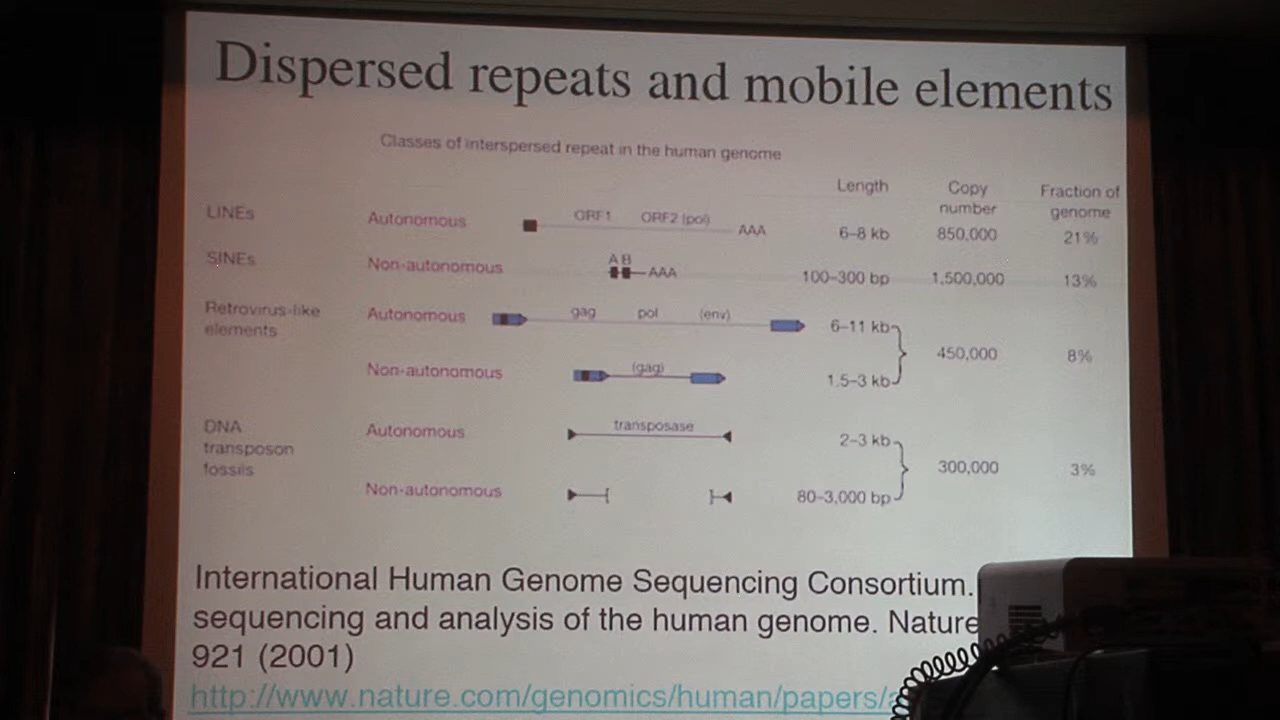 Dispersed repeats and mobile elements
Classes of interspersed repeat in the human genome
Length Copy number Fraction of genome
LINEs Autonomous ORF1 ORF2 (pol) AAA 6–8 kb 850,000 21%
SINEs Non-autonomous A B AAA 100–300 bp 1,500,000 13%
Retrovirus-like elements Autonomous gag pol (env) 6–11 kb 450,000 8%
Non-autonomous (gag) 1.5–3 kb
DNA transposon fossils Autonomous transposase 2–3 kb 300,000 3%
Non-autonomous 80–3,000 bp
International Human Genome Sequencing Consortium.
sequencing and analysis of the human genome. Nature
921 (2001)
http://www.nature.com/genomics/human/papers/